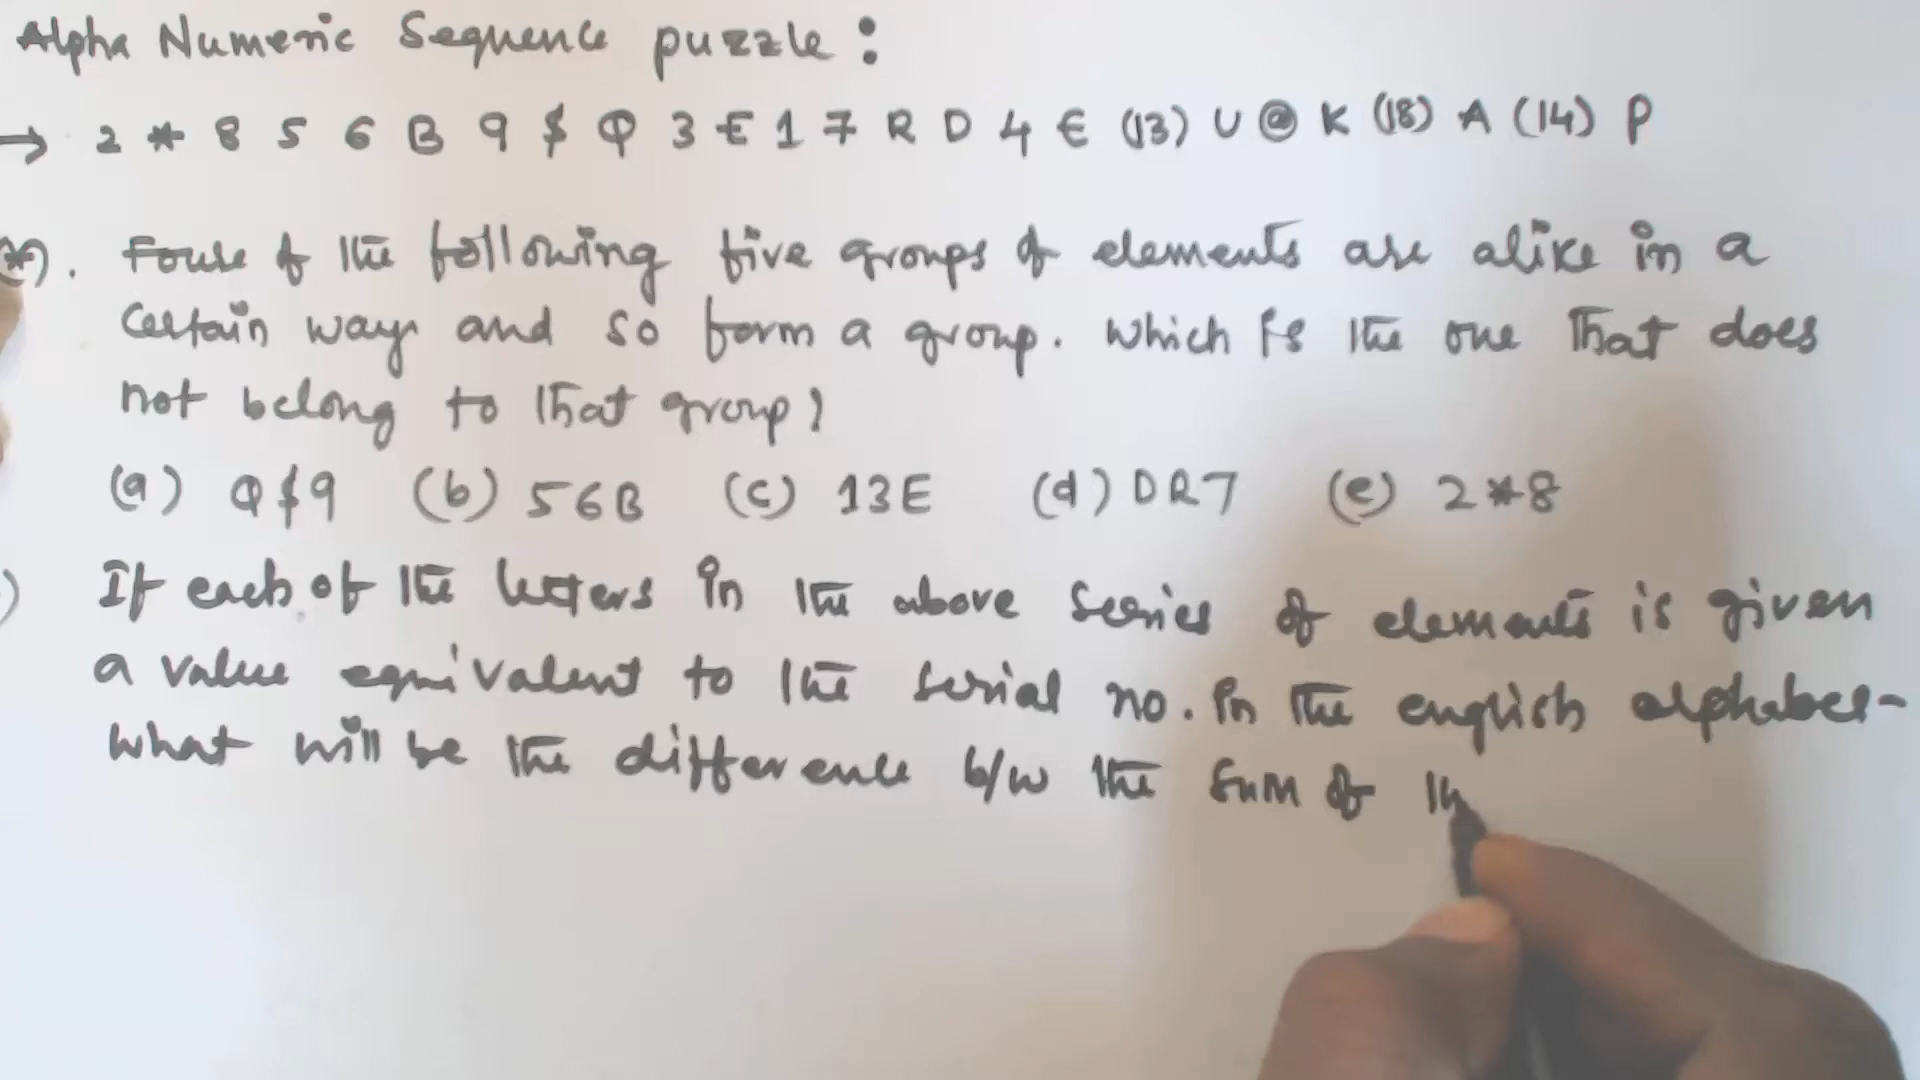 Alpha Numeric Sequence puzzle:
→ 2 * 8 5 6 B 9 $ Q 3 E 1 7 R D 4 E (13) U @ K (18) A (14) P
*). Four of the following five groups of elements are alike in a
certain way and so form a group. Which is the one that does
not belong to that group?
(a) Q$9 (b) 56B (c) 13E (d) DR7 (e) 2*8
) If each of the letters in the above series of elements is given
a value equivalent to the serial no. in the english alphabet-
what will be the difference b/w the sum of